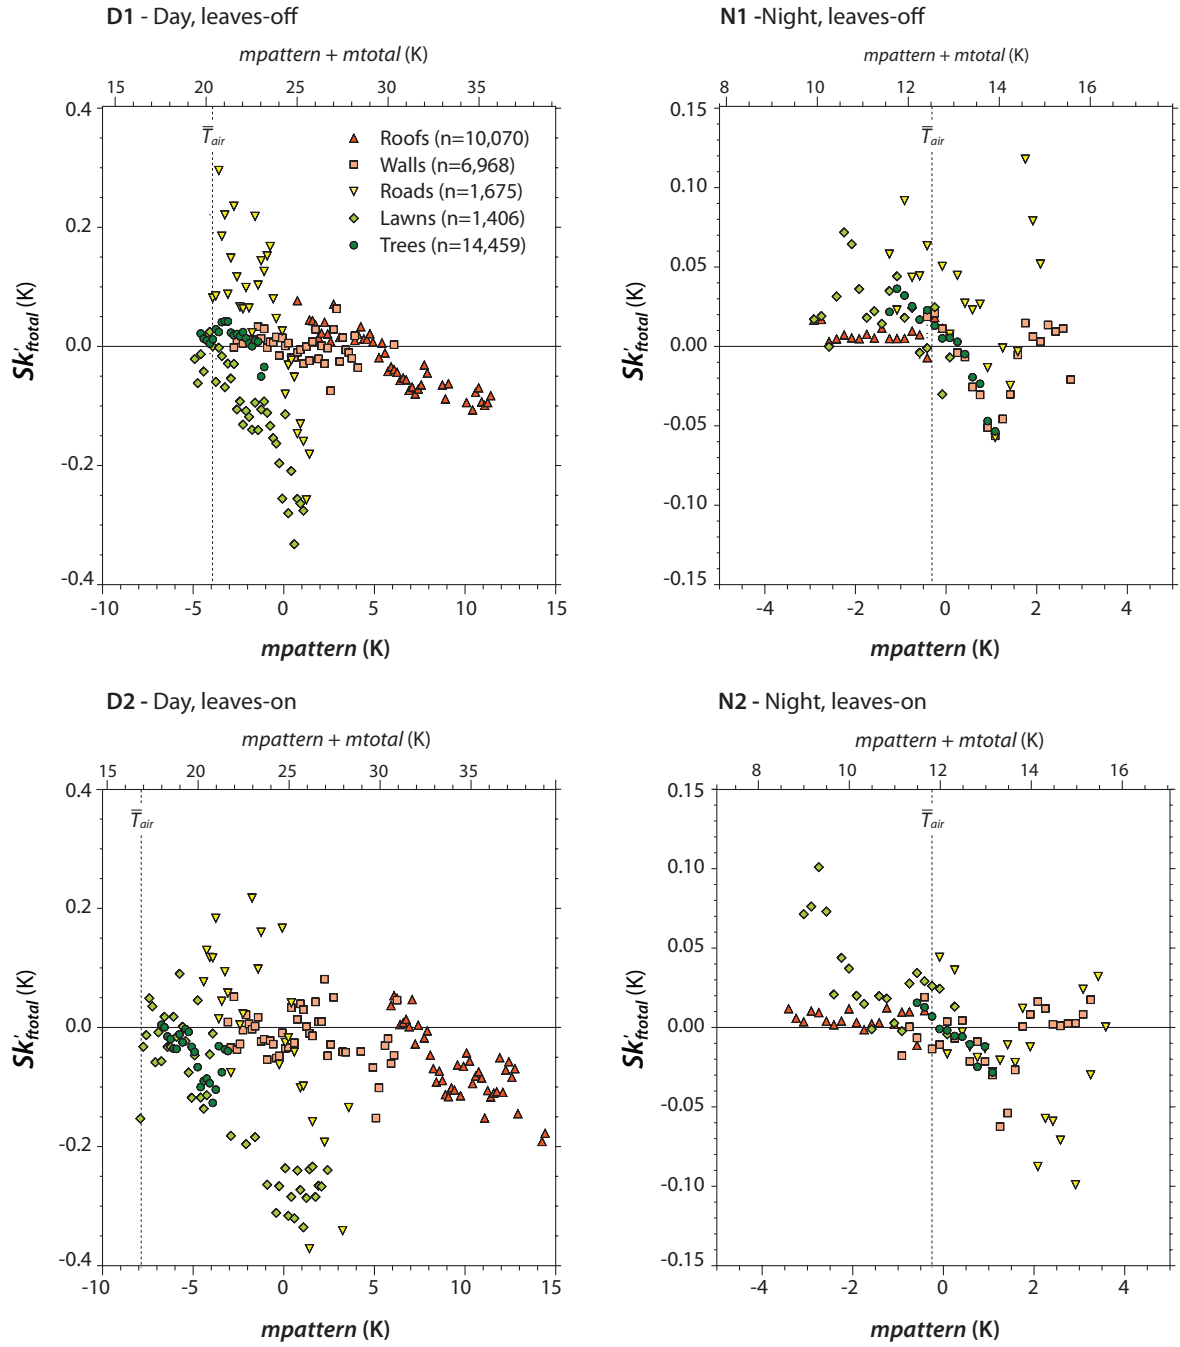 D1 - Day, leaves-off
mpattern + mtotal (K)
15 20 25 30 35
0.4
0.2
0.0
-0.2
-0.4
Sk'ftotal (K)
T̿air
Roofs (n=10,070)
Walls (n=6,968)
Roads (n=1,675)
Lawns (n=1,406)
Trees (n=14,459)
-10 -5 0 5 10 15
mpattern (K)
N1 -Night, leaves-off
mpattern + mtotal (K)
8 10 12 14 16
0.15
0.10
0.05
0.00
-0.05
-0.10
-0.15
Sk'ftotal (K)
T̿air
-4 -2 0 2 4
mpattern (K)
D2 - Day, leaves-on
mpattern + mtotal (K)
15 20 25 30 35
0.4
0.2
0.0
-0.2
-0.4
Sk'ftotal (K)
T̿air
-10 -5 0 5 10 15
mpattern (K)
N2 - Night, leaves-on
mpattern + mtotal (K)
8 10 12 14 16
0.15
0.10
0.05
0.00
-0.05
-0.10
-0.15
Sk'ftotal (K)
T̿air
-4 -2 0 2 4
mpattern (K)